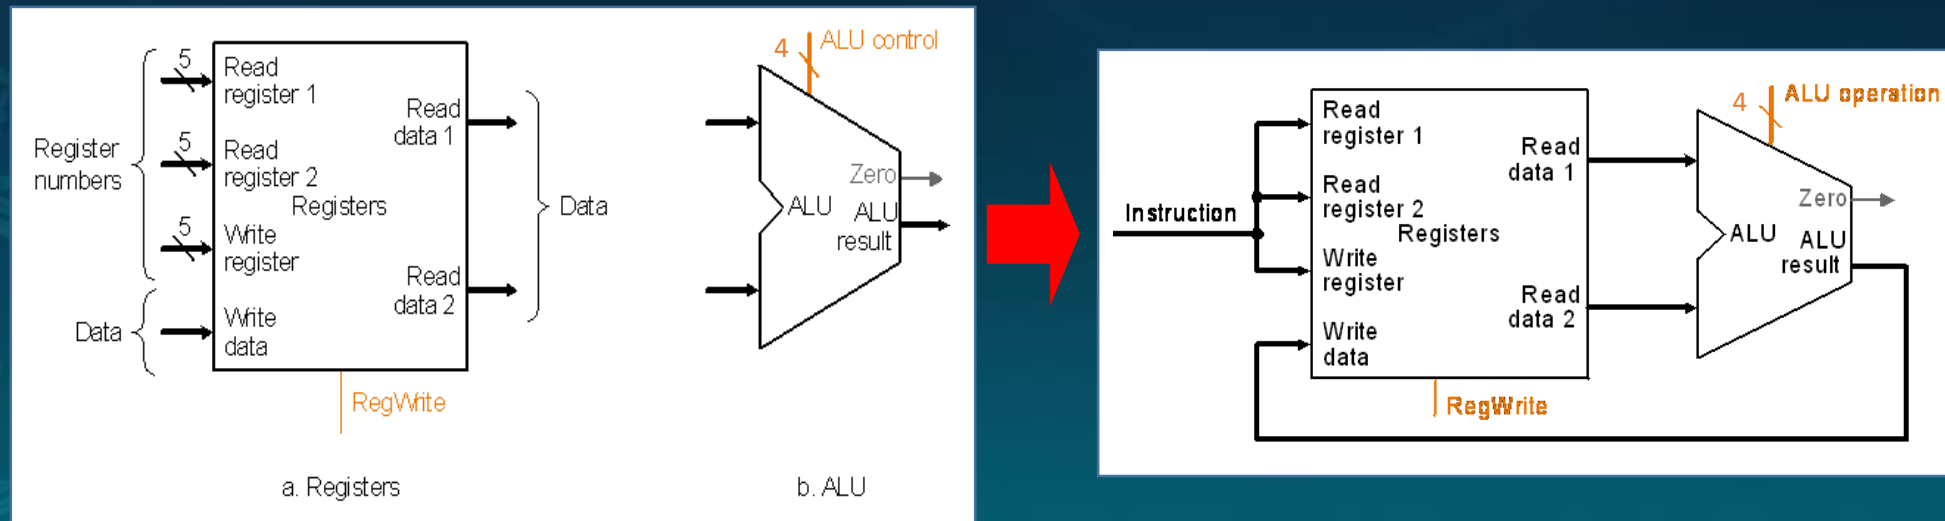 5
Read
register 1
5
Read
register 2
Registers
5
Write
register
Write
data
Read
data 1
Read
data 2
Register
numbers
Data
Data
RegWrite
a. Registers
4
ALU control
Zero
ALU
ALU
result
b. ALU
Instruction
Read
register 1
Read
register 2
Registers
Write
register
Write
data
Read
data 1
Read
data 2
RegWrite
4
ALU operation
Zero
ALU
ALU
result